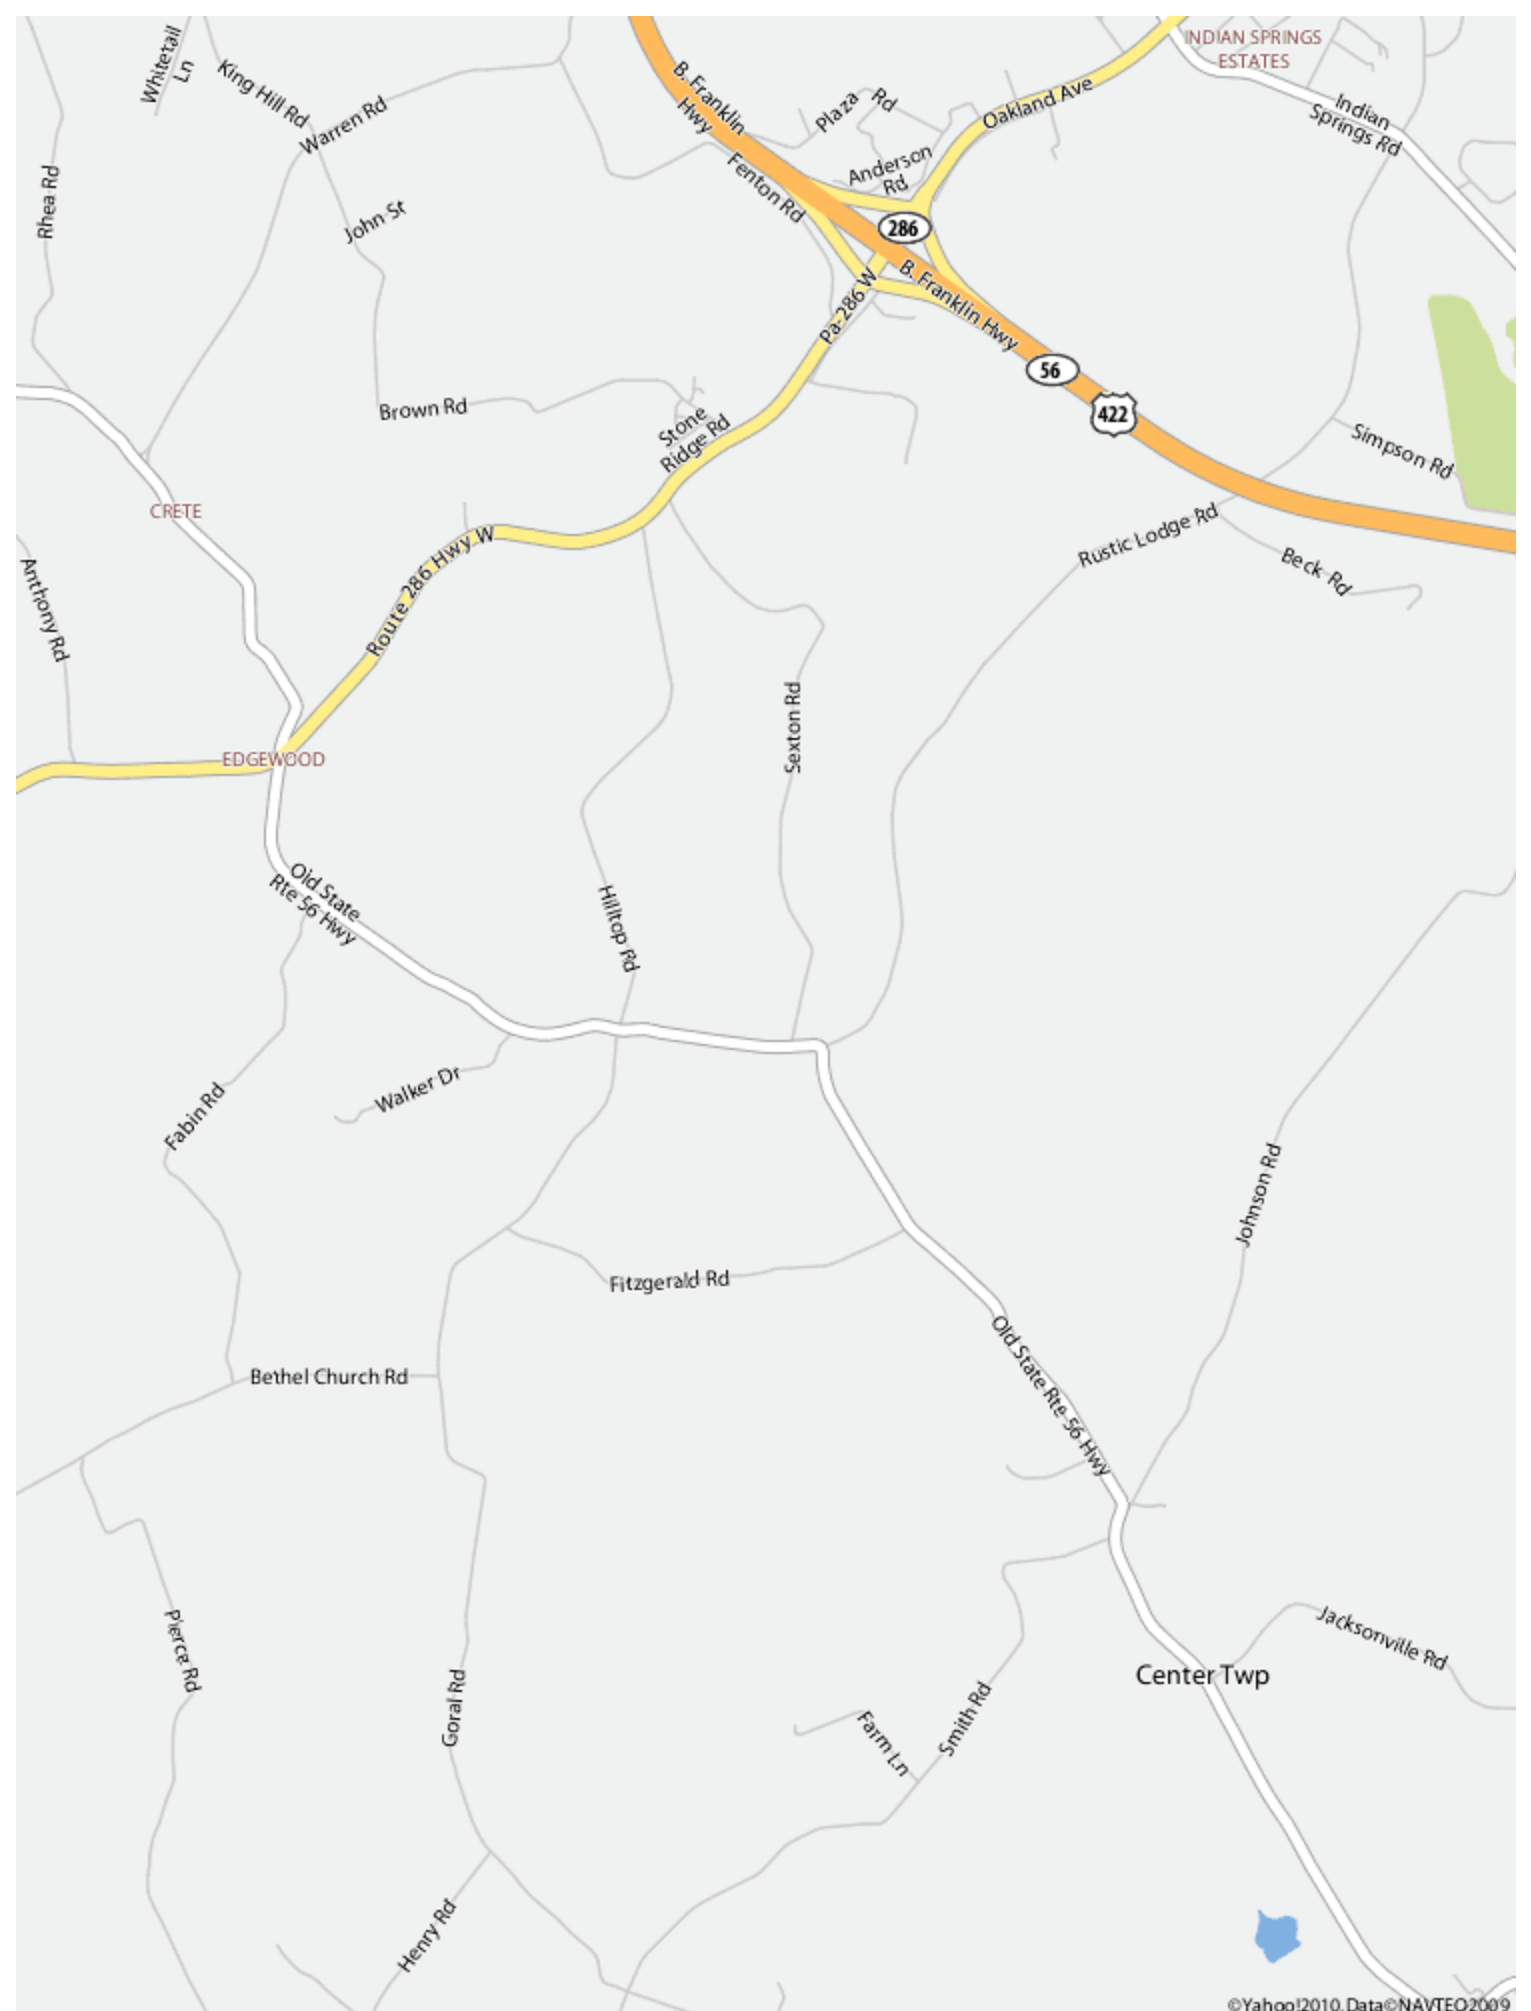 Whitetail
Ln
King Hill Rd
Warren Rd
B. Franklin
Hwy
Plaza
Rd
Oakland Ave
INDIAN SPRINGS
ESTATES
Indian
Springs Rd
Rhea Rd
John St
Fenton Rd
Anderson
Rd
286
B. Franklin Hwy
Pa-286 W
56
422
Brown Rd
Stone
Ridge Rd
Simpson Rd
CRETE
Route 286 Hwy W
Rustic Lodge Rd
Beck Rd
Anthony Rd
Sexton Rd
EDGEWOOD
Old State
Rte 56 Hwy
Hilltop Rd
Walker Dr
Fabin Rd
Johnson Rd
Fitzgerald Rd
Bethel Church Rd
Old State Rte 56 Hwy
Pierce Rd
Jacksonville Rd
Center Twp
Goral Rd
Smith Rd
Farm Ln
Henry Rd
©Yahoo!2010,Data©NAVTEQ2009